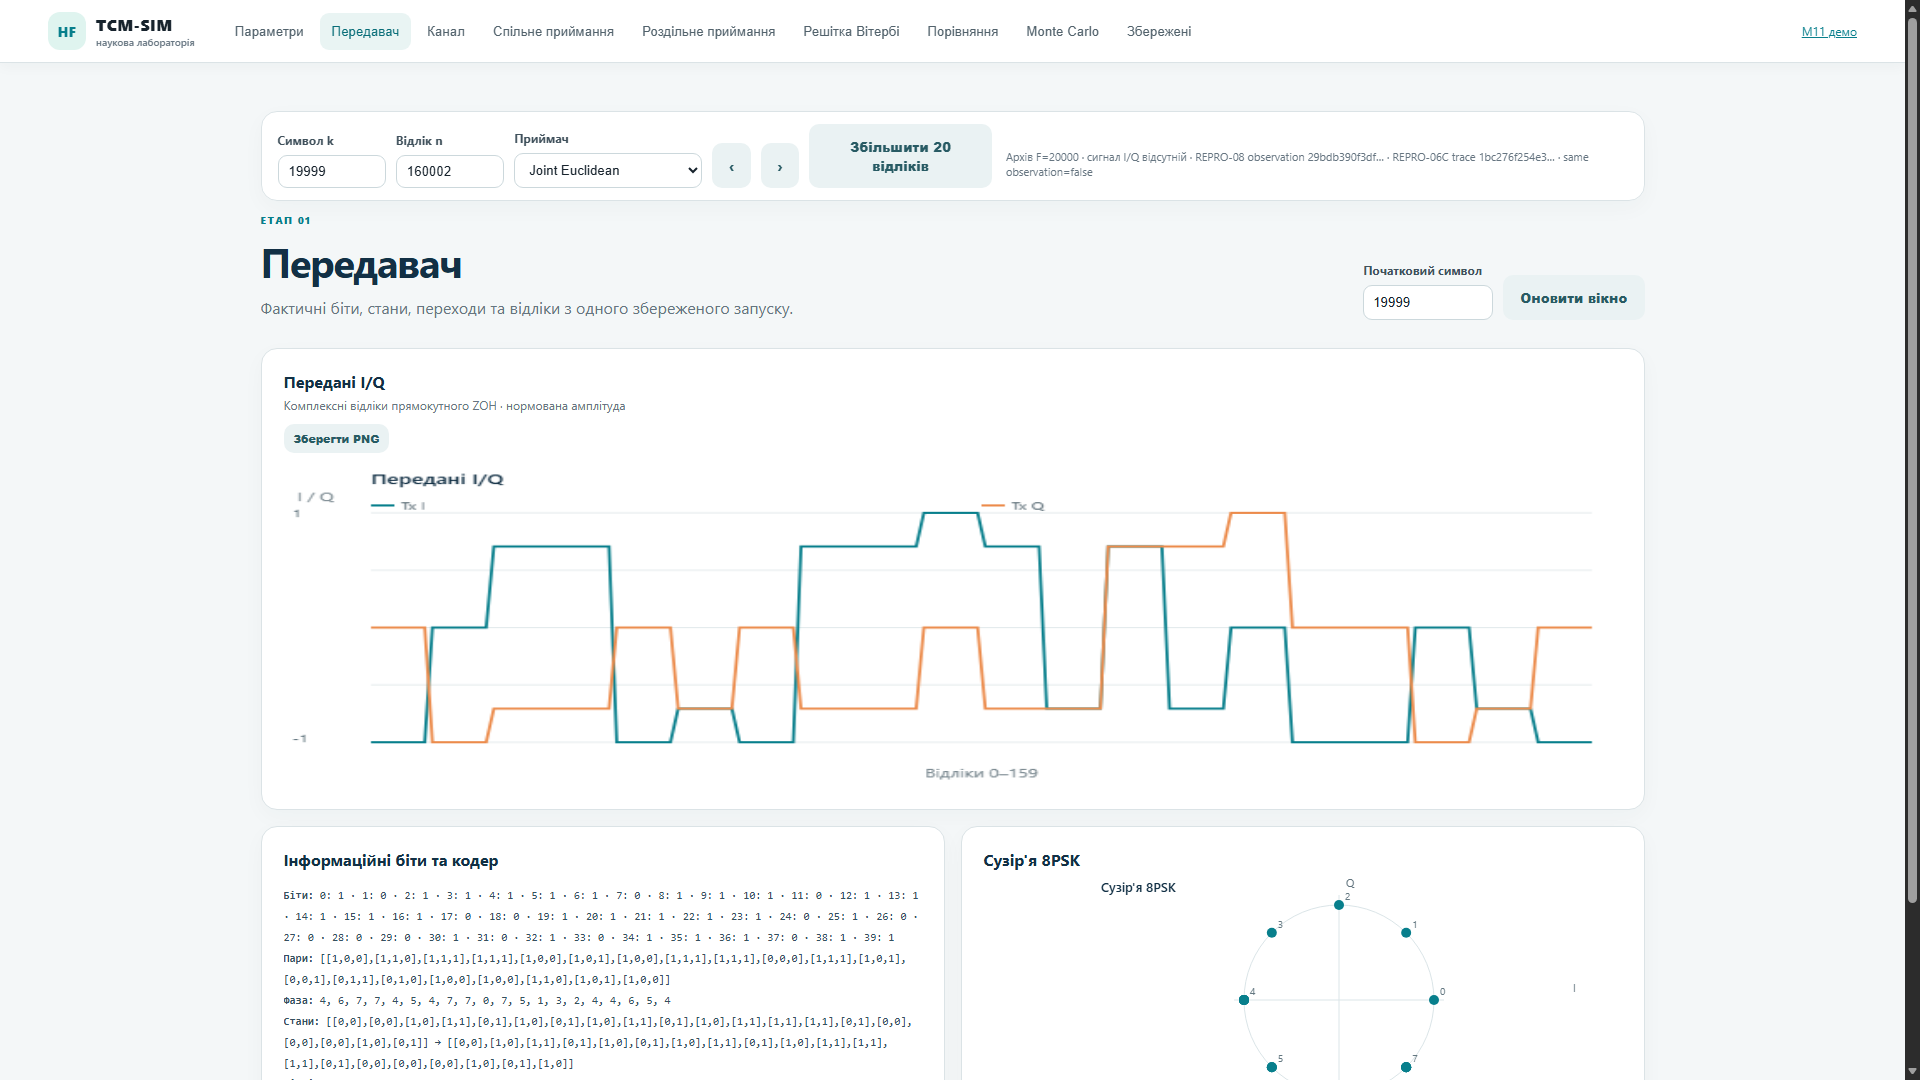 HF
TCM-SIM
наукова лабораторія
Параметри
Передавач
Канал
Спільне приймання
Роздільне приймання
Решітка Вітербі
Порівняння
Monte Carlo
Збережені
M11 демо
Символ k
19999
Відлік n
160002
Приймач
Joint Euclidean
‹
›
Збільшити 20
відліків
Архів F=20000 · сигнал I/Q відсутній · REPRO-08 observation 29bdb390f3df… · REPRO-06C trace 1bc276f254e3… · same
observation=false
ЕТАП 01
Передавач
Фактичні біти, стани, переходи та відліки з одного збереженого запуску.
Початковий символ
19999
Оновити вікно
Передані I/Q
Комплексні відліки прямокутного ZOH · нормована амплітуда
Зберегти PNG
Передані I/Q
I / Q
Tx I
Tx Q
1
-1
Відліки 0–159
Інформаційні біти та кодер
Біти: 0: 1 · 1: 0 · 2: 1 · 3: 1 · 4: 1 · 5: 1 · 6: 1 · 7: 0 · 8: 1 · 9: 1 · 10: 1 · 11: 0 · 12: 1 · 13: 1
· 14: 1 · 15: 1 · 16: 1 · 17: 0 · 18: 0 · 19: 1 · 20: 1 · 21: 1 · 22: 1 · 23: 1 · 24: 0 · 25: 1 · 26: 0 ·
27: 0 · 28: 0 · 29: 0 · 30: 1 · 31: 0 · 32: 1 · 33: 0 · 34: 1 · 35: 1 · 36: 1 · 37: 0 · 38: 1 · 39: 1
Пари: [[1,0,0],[1,1,0],[1,1,1],[1,1,1],[1,0,0],[1,0,1],[1,0,0],[1,1,1],[1,1,1],[0,0,0],[1,1,1],[1,0,1],
[0,0,1],[0,1,1],[0,1,0],[1,0,0],[1,0,0],[1,1,0],[1,0,1],[1,0,0]]
Фаза: 4, 6, 7, 7, 4, 5, 4, 7, 7, 0, 7, 5, 1, 3, 2, 4, 4, 6, 5, 4
Стани: [[0,0],[0,0],[1,0],[1,1],[0,1],[1,0],[0,1],[1,0],[1,1],[0,1],[1,0],[1,1],[1,1],[1,1],[0,1],[0,0],
[0,0],[0,0],[1,0],[0,1]] → [[0,0],[1,0],[1,1],[0,1],[1,0],[0,1],[1,0],[1,1],[0,1],[1,0],[1,1],[1,1],
[1,1],[0,1],[0,0],[0,0],[0,0],[1,0],[0,1],[1,0]]
Сузір'я 8PSK
Сузір'я 8PSK
Q
2
3
1
4
0
I
5
7